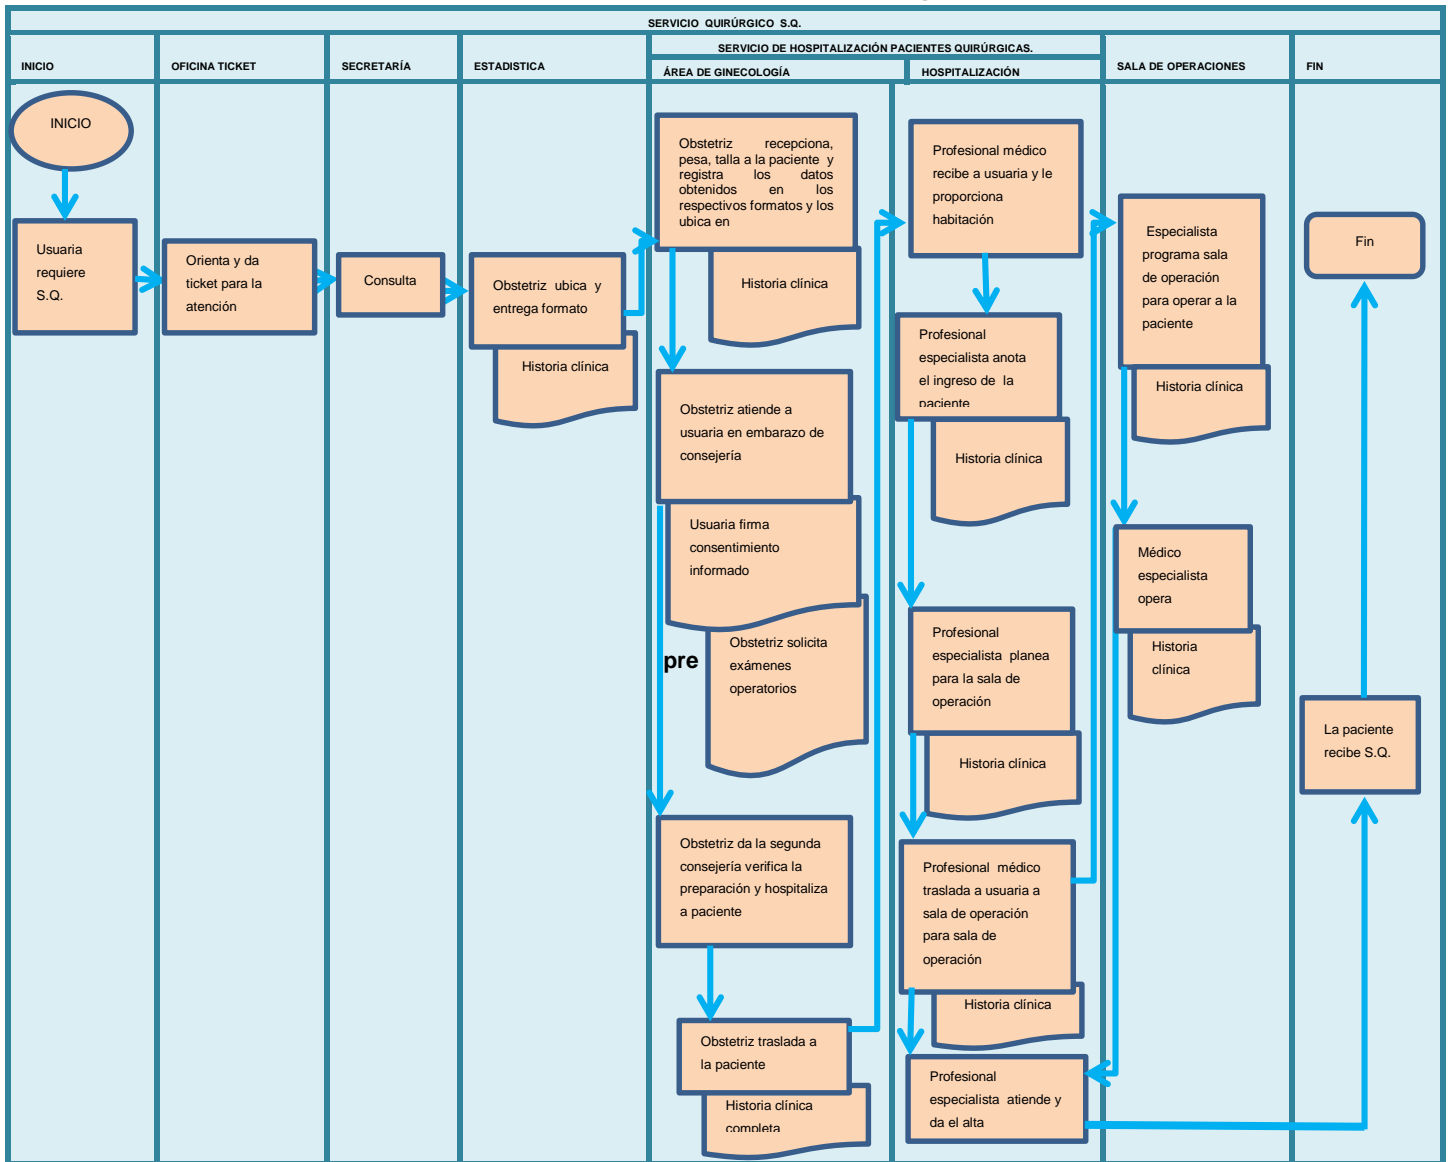 SERVICIO QUIRÚRGICO S.Q.
SERVICIO DE HOSPITALIZACIÓN PACIENTES QUIRÚRGICAS.
INICIO
OFICINA TICKET
SECRETARÍA
ESTADISTICA
ÁREA DE GINECOLOGÍA
HOSPITALIZACIÓN
SALA DE OPERACIONES
FIN
INICIO
Usuaria
requiere
S.Q.
Orienta y da
ticket para la
atención
Consulta
Obstetriz ubica y
entrega formato
Historia clínica
Obstetriz recepciona,
pesa, talla a la paciente y
registra los datos
obtenidos en los
respectivos formatos y los
ubica en
Historia clínica
Obstetriz atiende a
usuaria en embarazo de
consejería
Usuaria firma
consentimiento
informado
pre
Obstetriz solicita
exámenes
operatorios
Obstetriz da la segunda
consejería verifica la
preparación y hospitaliza
a paciente
Obstetriz traslada a
la paciente
Historia clínica
completa
Profesional médico
recibe a usuaria y le
proporciona
habitación
Profesional
especialista anota
el ingreso de la
paciente
Historia clínica
Profesional
especialista planea
para la sala de
operación
Historia clínica
Profesional médico
traslada a usuaria a
sala de operación
para sala de
operación
Historia clínica
Profesional
especialista atiende y
da el alta
Especialista
programa sala
de operación
para operar a la
paciente
Historia clínica
Médico
especialista
opera
Historia
clínica
Fin
La paciente
recibe S.Q.